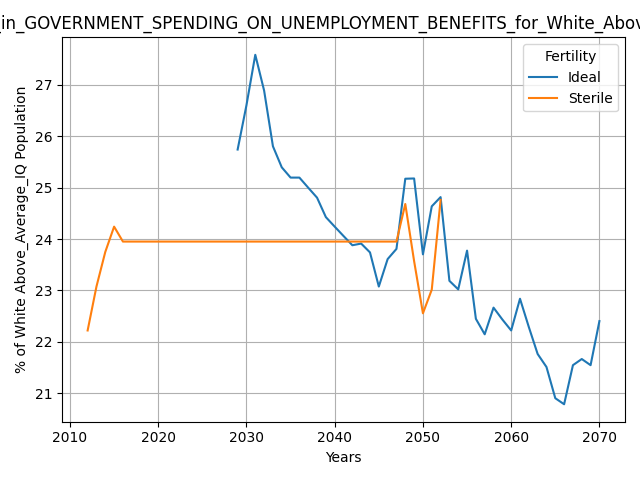 _in_GOVERNMENT_SPENDING_ON_UNEMPLOYMENT_BENEFITS_for_White_Abov
Fertility
Ideal
Sterile
% of White Above_Average_IQ Population
27
26
25
24
23
22
21
2010 2020 2030 2040 2050 2060 2070
Years